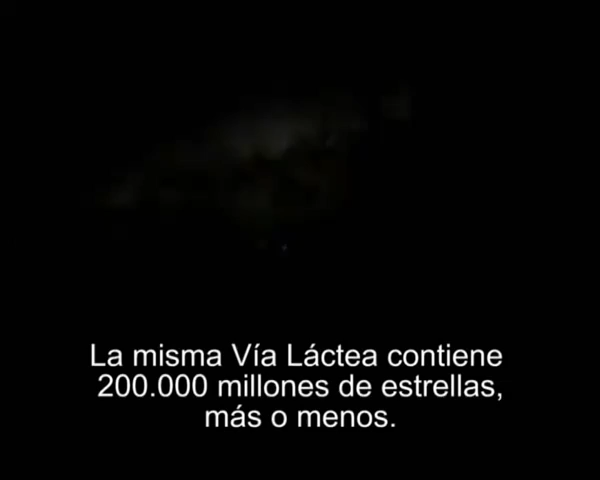 La misma Vía Láctea contiene
200.000 millones de estrellas,
más o menos.